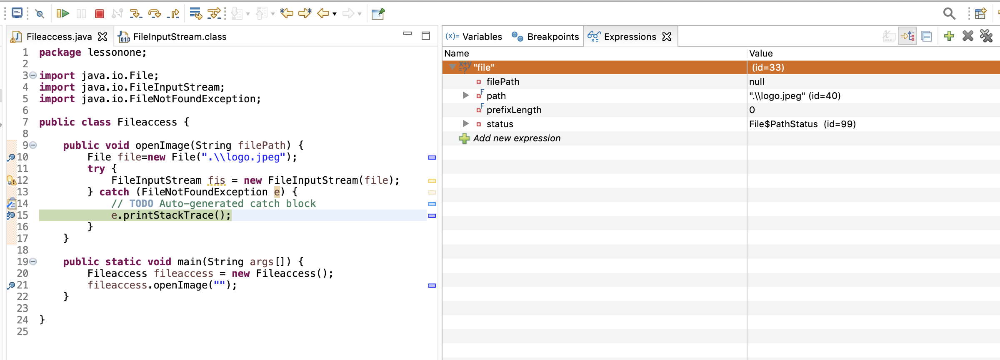 Fileaccess.java
FileInputStream.class
1 package lessonone;
2
3 import java.io.File;
4 import java.io.FileInputStream;
5 import java.io.FileNotFoundException;
6
7 public class Fileaccess {
8
9 public void openImage(String filePath) {
10 File file=new File(".\\logo.jpeg");
11 try {
12 FileInputStream fis = new FileInputStream(file);
13 } catch (FileNotFoundException e) {
14 // TODO Auto-generated catch block
15 e.printStackTrace();
16 }
17 }
18
19 public static void main(String args[]) {
20 Fileaccess fileaccess = new Fileaccess();
21 fileaccess.openImage("");
22 }
23
24 }
25
(x)= Variables
Breakpoints
Expressions
Name Value
"file" (id=33)
filePath null
path ".\\logo.jpeg" (id=40)
prefixLength 0
status File$PathStatus (id=99)
Add new expression